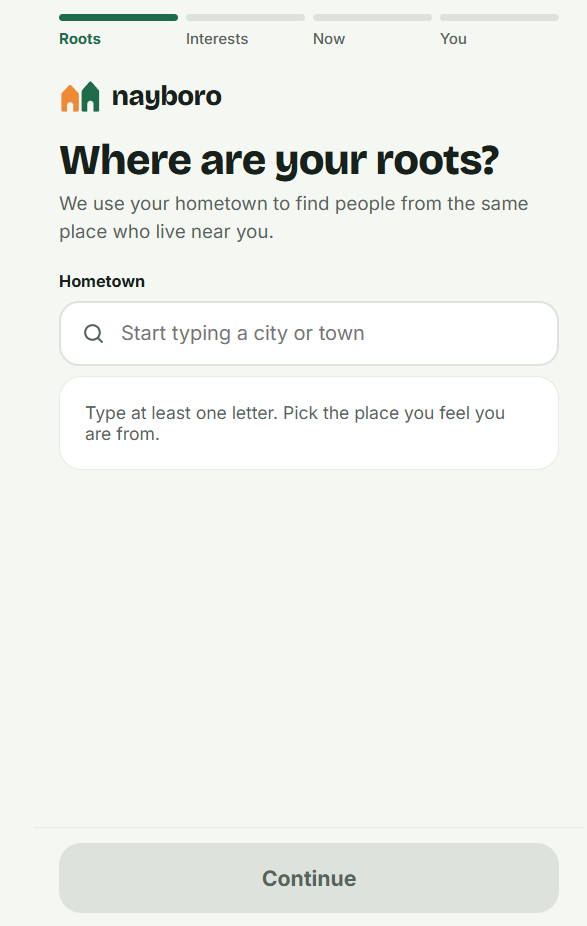 Roots
Interests
Now
You
nayboro
Where are your roots?
We use your hometown to find people from the same
place who live near you.
Hometown
Start typing a city or town
Type at least one letter. Pick the place you feel you
are from.
Continue